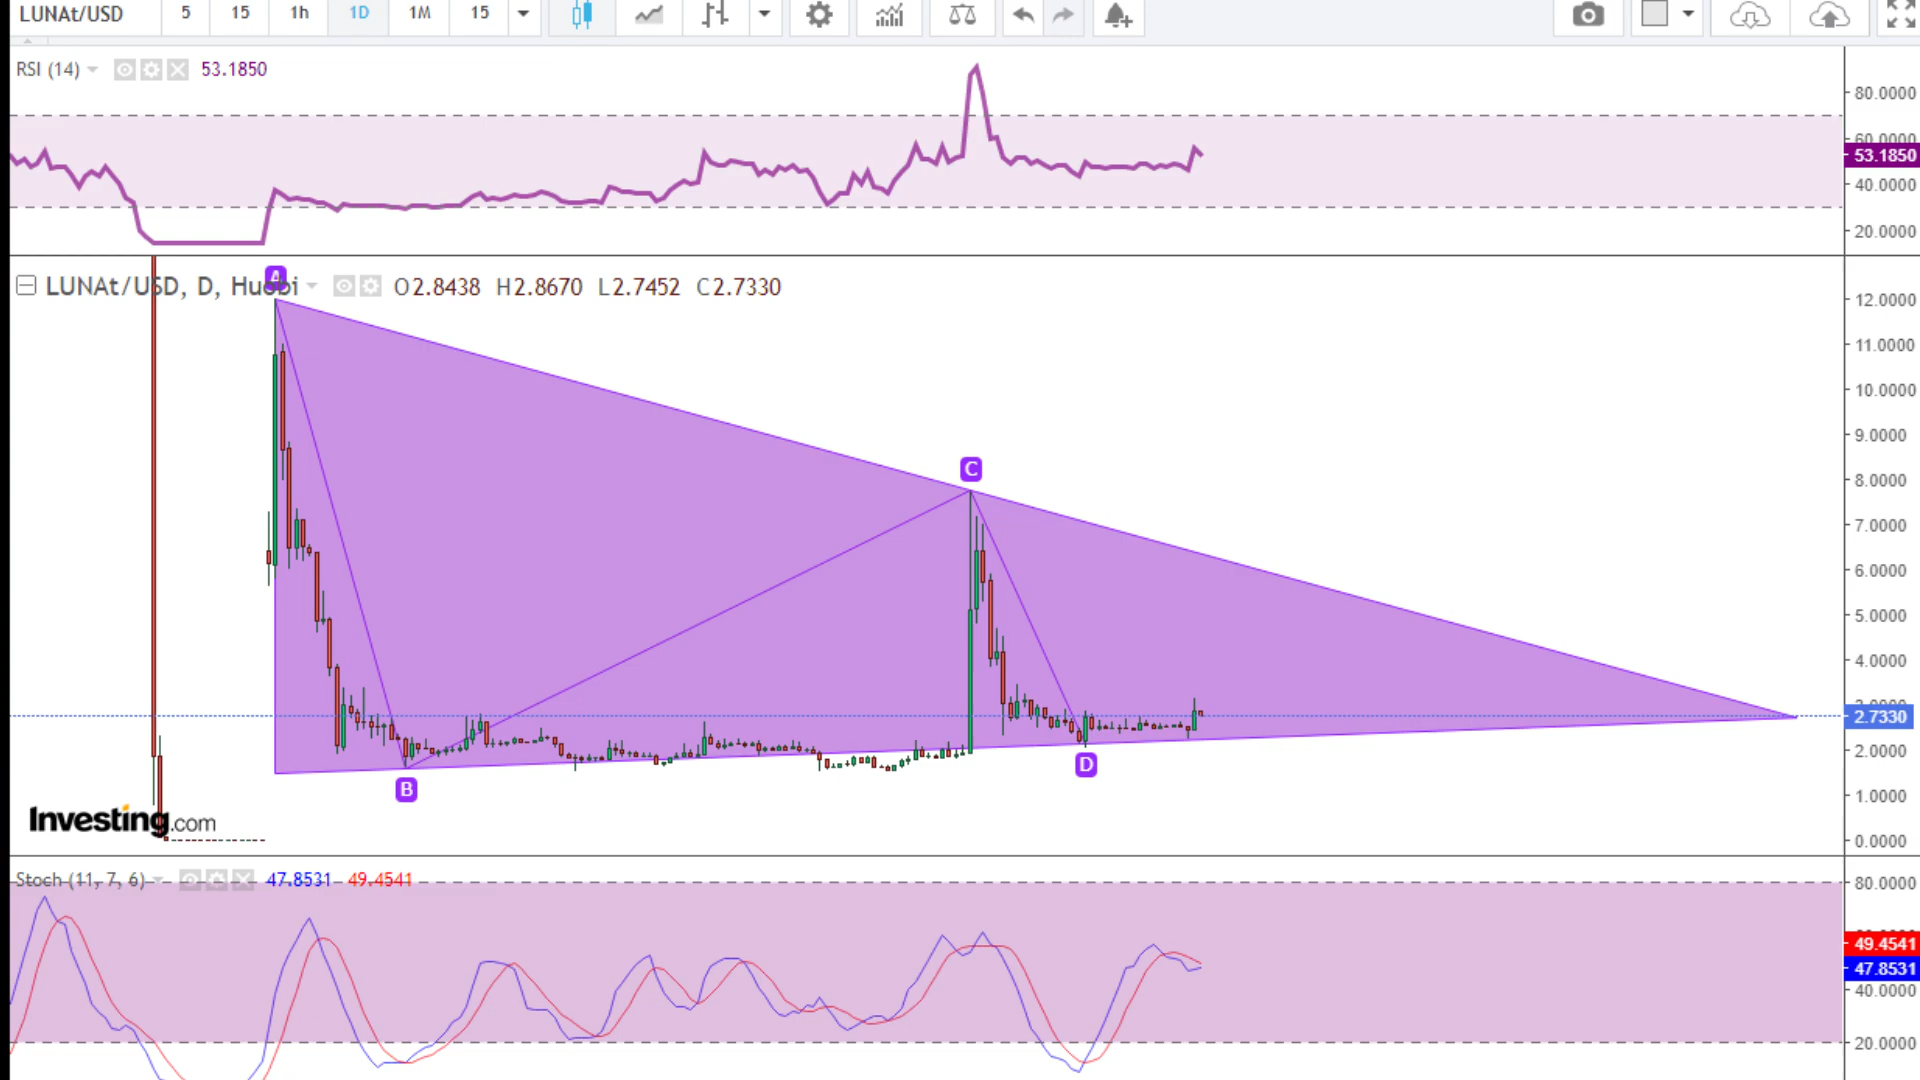 LUNAt/USD 5 15 1h 1D 1M 15
RSI (14) 53.1850
80.0000
60.0000
53.1850
40.0000
20.0000
LUNAt/USD, D, Huobi O2.8438 H2.8670 L2.7452 C2.7330
A
12.0000
11.0000
10.0000
9.0000
C
8.0000
7.0000
6.0000
5.0000
4.0000
2.7330
2.0000
D
B
1.0000
Investing.com
0.0000
Stoch (11, 7, 6) 47.8531 49.4541
80.0000
49.4541
47.8531
40.0000
20.0000